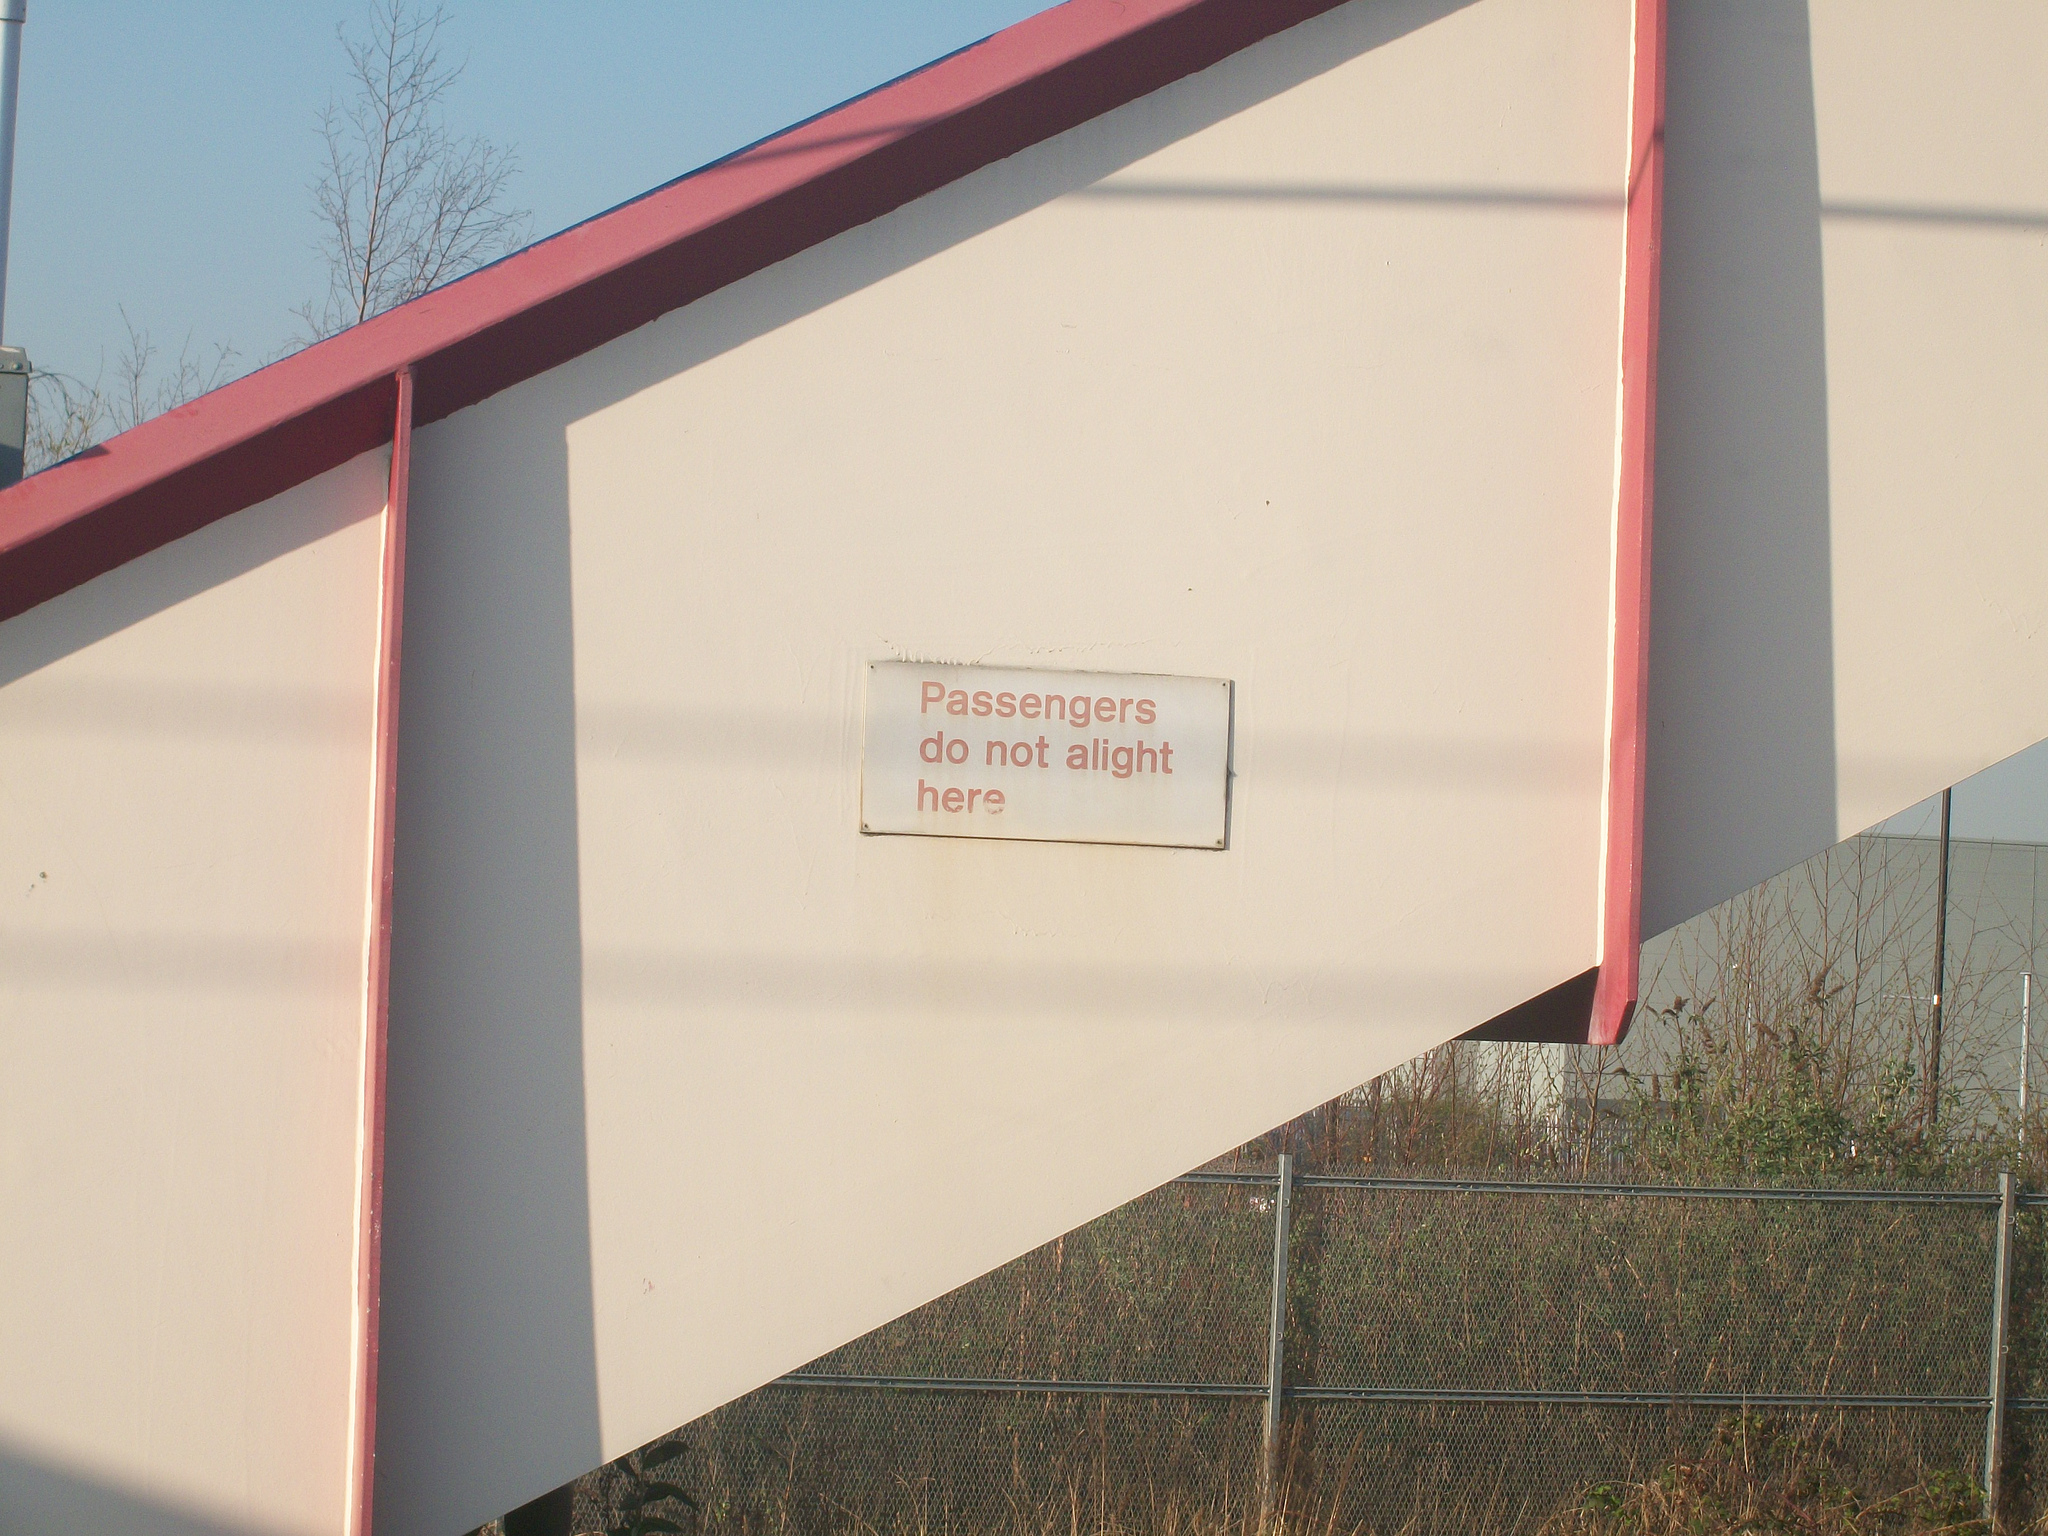 Passengers
do not alight
here